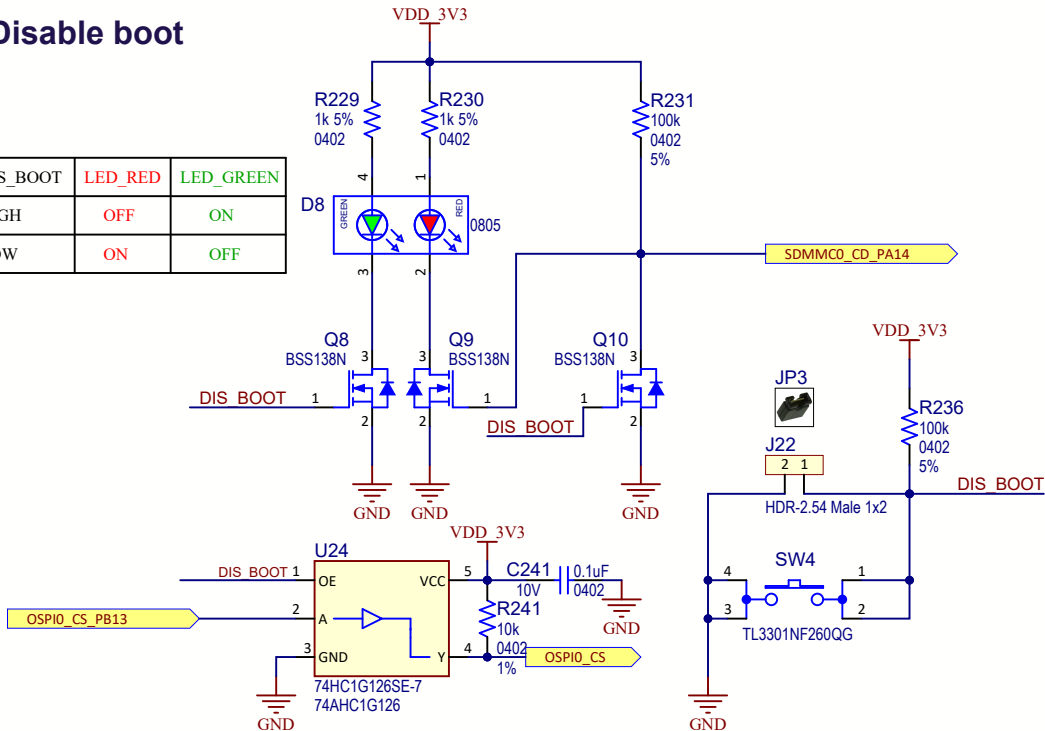 Disable boot
VDD_3V3
R229
1k 5%
0402
R230
1k 5%
0402
R231
100k
0402
5%
S_BOOT LED_RED LED_GREEN
GH OFF ON
OW ON OFF
4
1
D8
GREEN
RED
0805
3
2
SDMMC0_CD_PA14
Q8
BSS138N
3
Q9
BSS138N
3
Q10
BSS138N
3
DIS_BOOT
1
2
1
2
DIS_BOOT
1
2
GND
GND
GND
VDD_3V3
JP3
R236
100k
0402
5%
J22
2 1
HDR-2.54 Male 1x2
DIS_BOOT
SW4
4
1
3
2
TL3301NF260QG
GND
U24
VDD_3V3
DIS_BOOT
1
OE
VCC
5
C241
10V
0.1uF
0402
GND
OSPI0_CS_PB13
2
A
R241
10k
0402
1%
3
GND
Y
4
OSPI0_CS
74HC1G126SE-7
74AHC1G126
GND